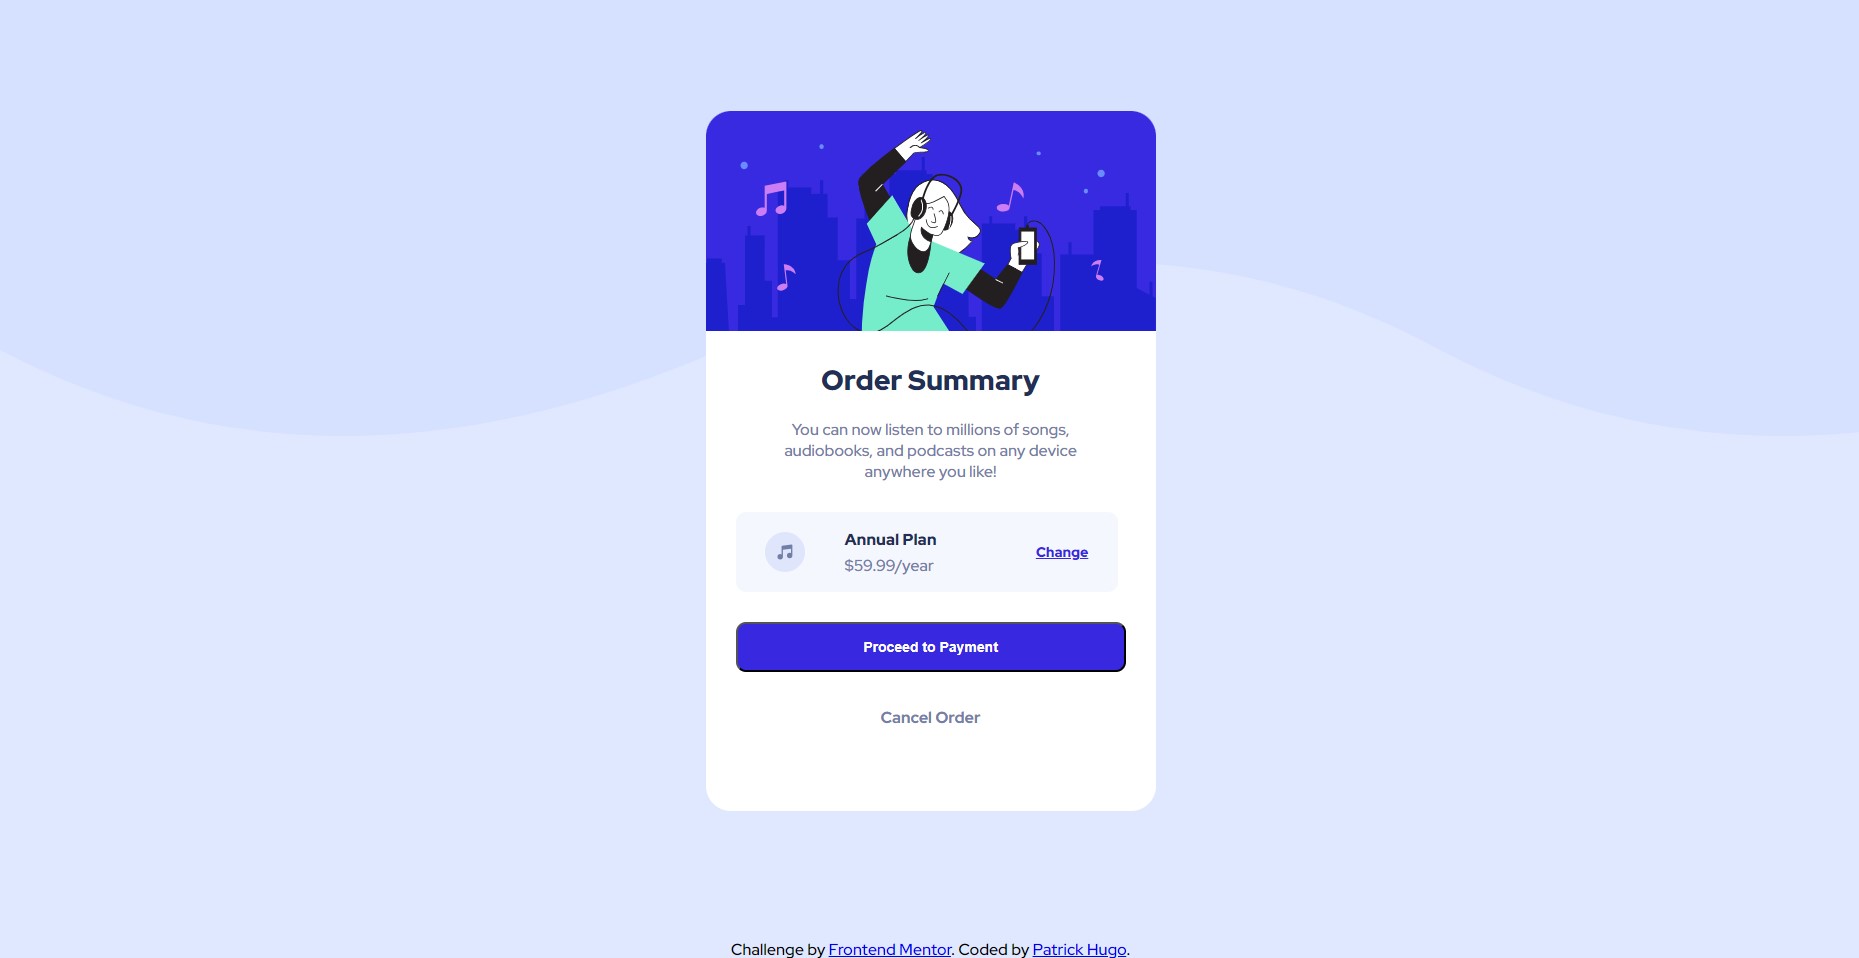 Order Summary
You can now listen to millions of songs,
audiobooks, and podcasts on any device
anywhere you like!
Annual Plan
$59.99/year
Change
Proceed to Payment
Cancel Order
Challenge by Frontend Mentor. Coded by Patrick Hugo.